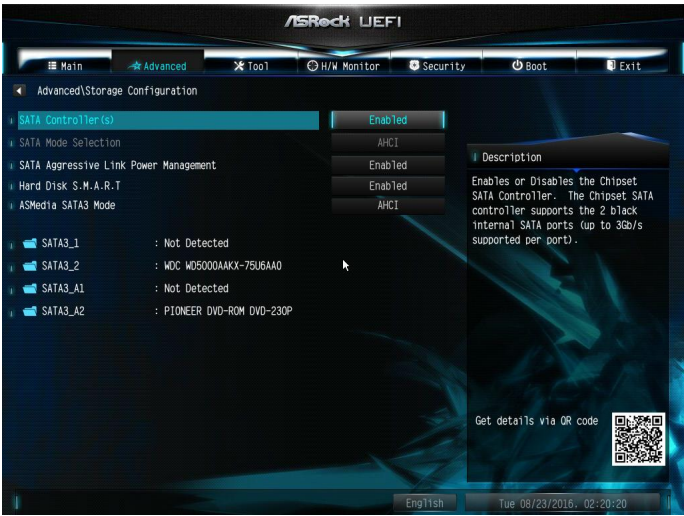 ASRock UEFI
Main Advanced Tool H/W Monitor Security Boot Exit
Advanced\Storage Configuration
SATA Controller(s) Enabled
SATA Mode Selection AHCI
SATA Aggressive Link Power Management Enabled
Hard Disk S.M.A.R.T Enabled
ASMedia SATA3 Mode AHCI
SATA3_1 : Not Detected
SATA3_2 : WDC WD5000AAKX-75U6AA0
SATA3_A1 : Not Detected
SATA3_A2 : PIONEER DVD-ROM DVD-230P
Description
Enables or Disables the Chipset
SATA Controller. The Chipset SATA
controller supports the 2 black
internal SATA ports (up to 3Gb/s
supported per port).
Get details via QR code
English Tue 08/23/2016. 02:20:20